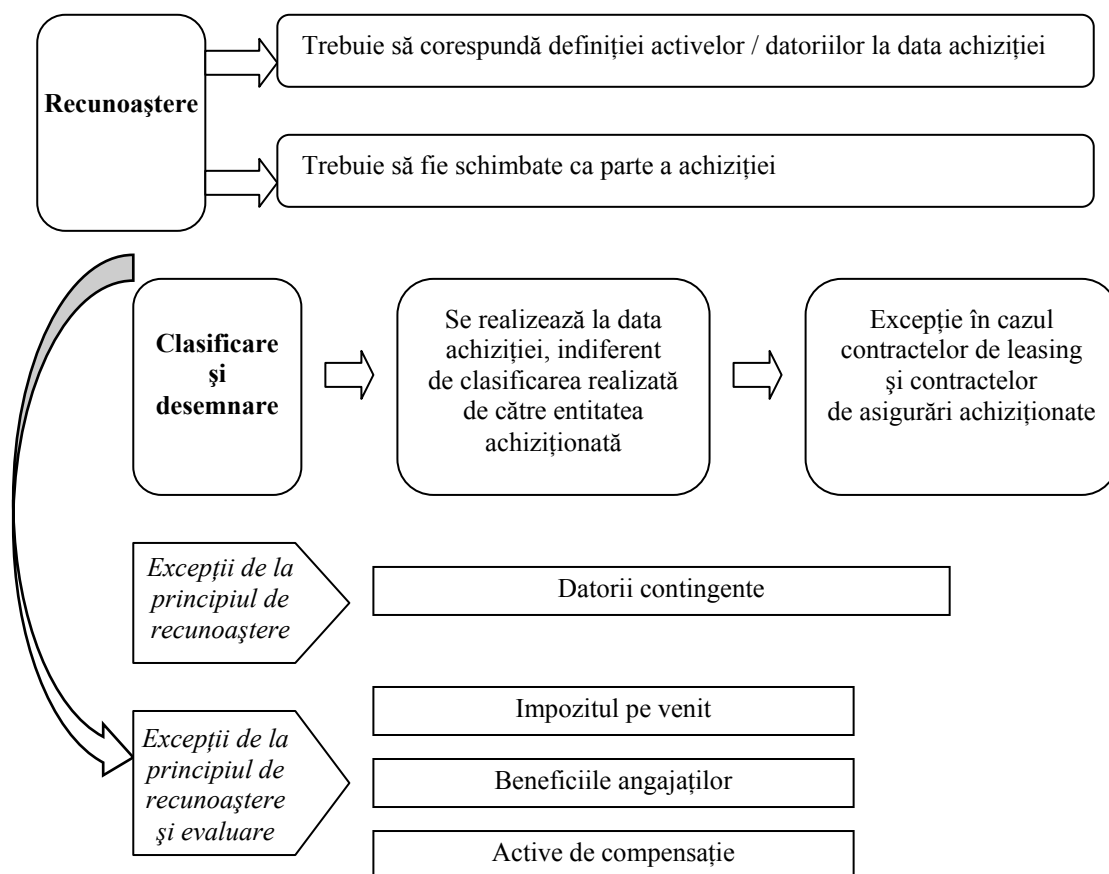 Trebuie să corespundă definiției activelor / datoriilor la data achiziției
Recunoaştere
Trebuie să fie schimbate ca parte a achiziției
Clasificare
şi
desemnare
Se realizează la data
achiziției, indiferent
de clasificarea realizată
de către entitatea
achiziționată
Excepție în cazul
contractelor de leasing
şi contractelor
de asigurări achiziționate
Excepții de la
principiul de
recunoaştere
Datorii contingente
Excepții de la
principiul de
recunoaştere
şi evaluare
Impozitul pe venit
Beneficiile angajaților
Active de compensație